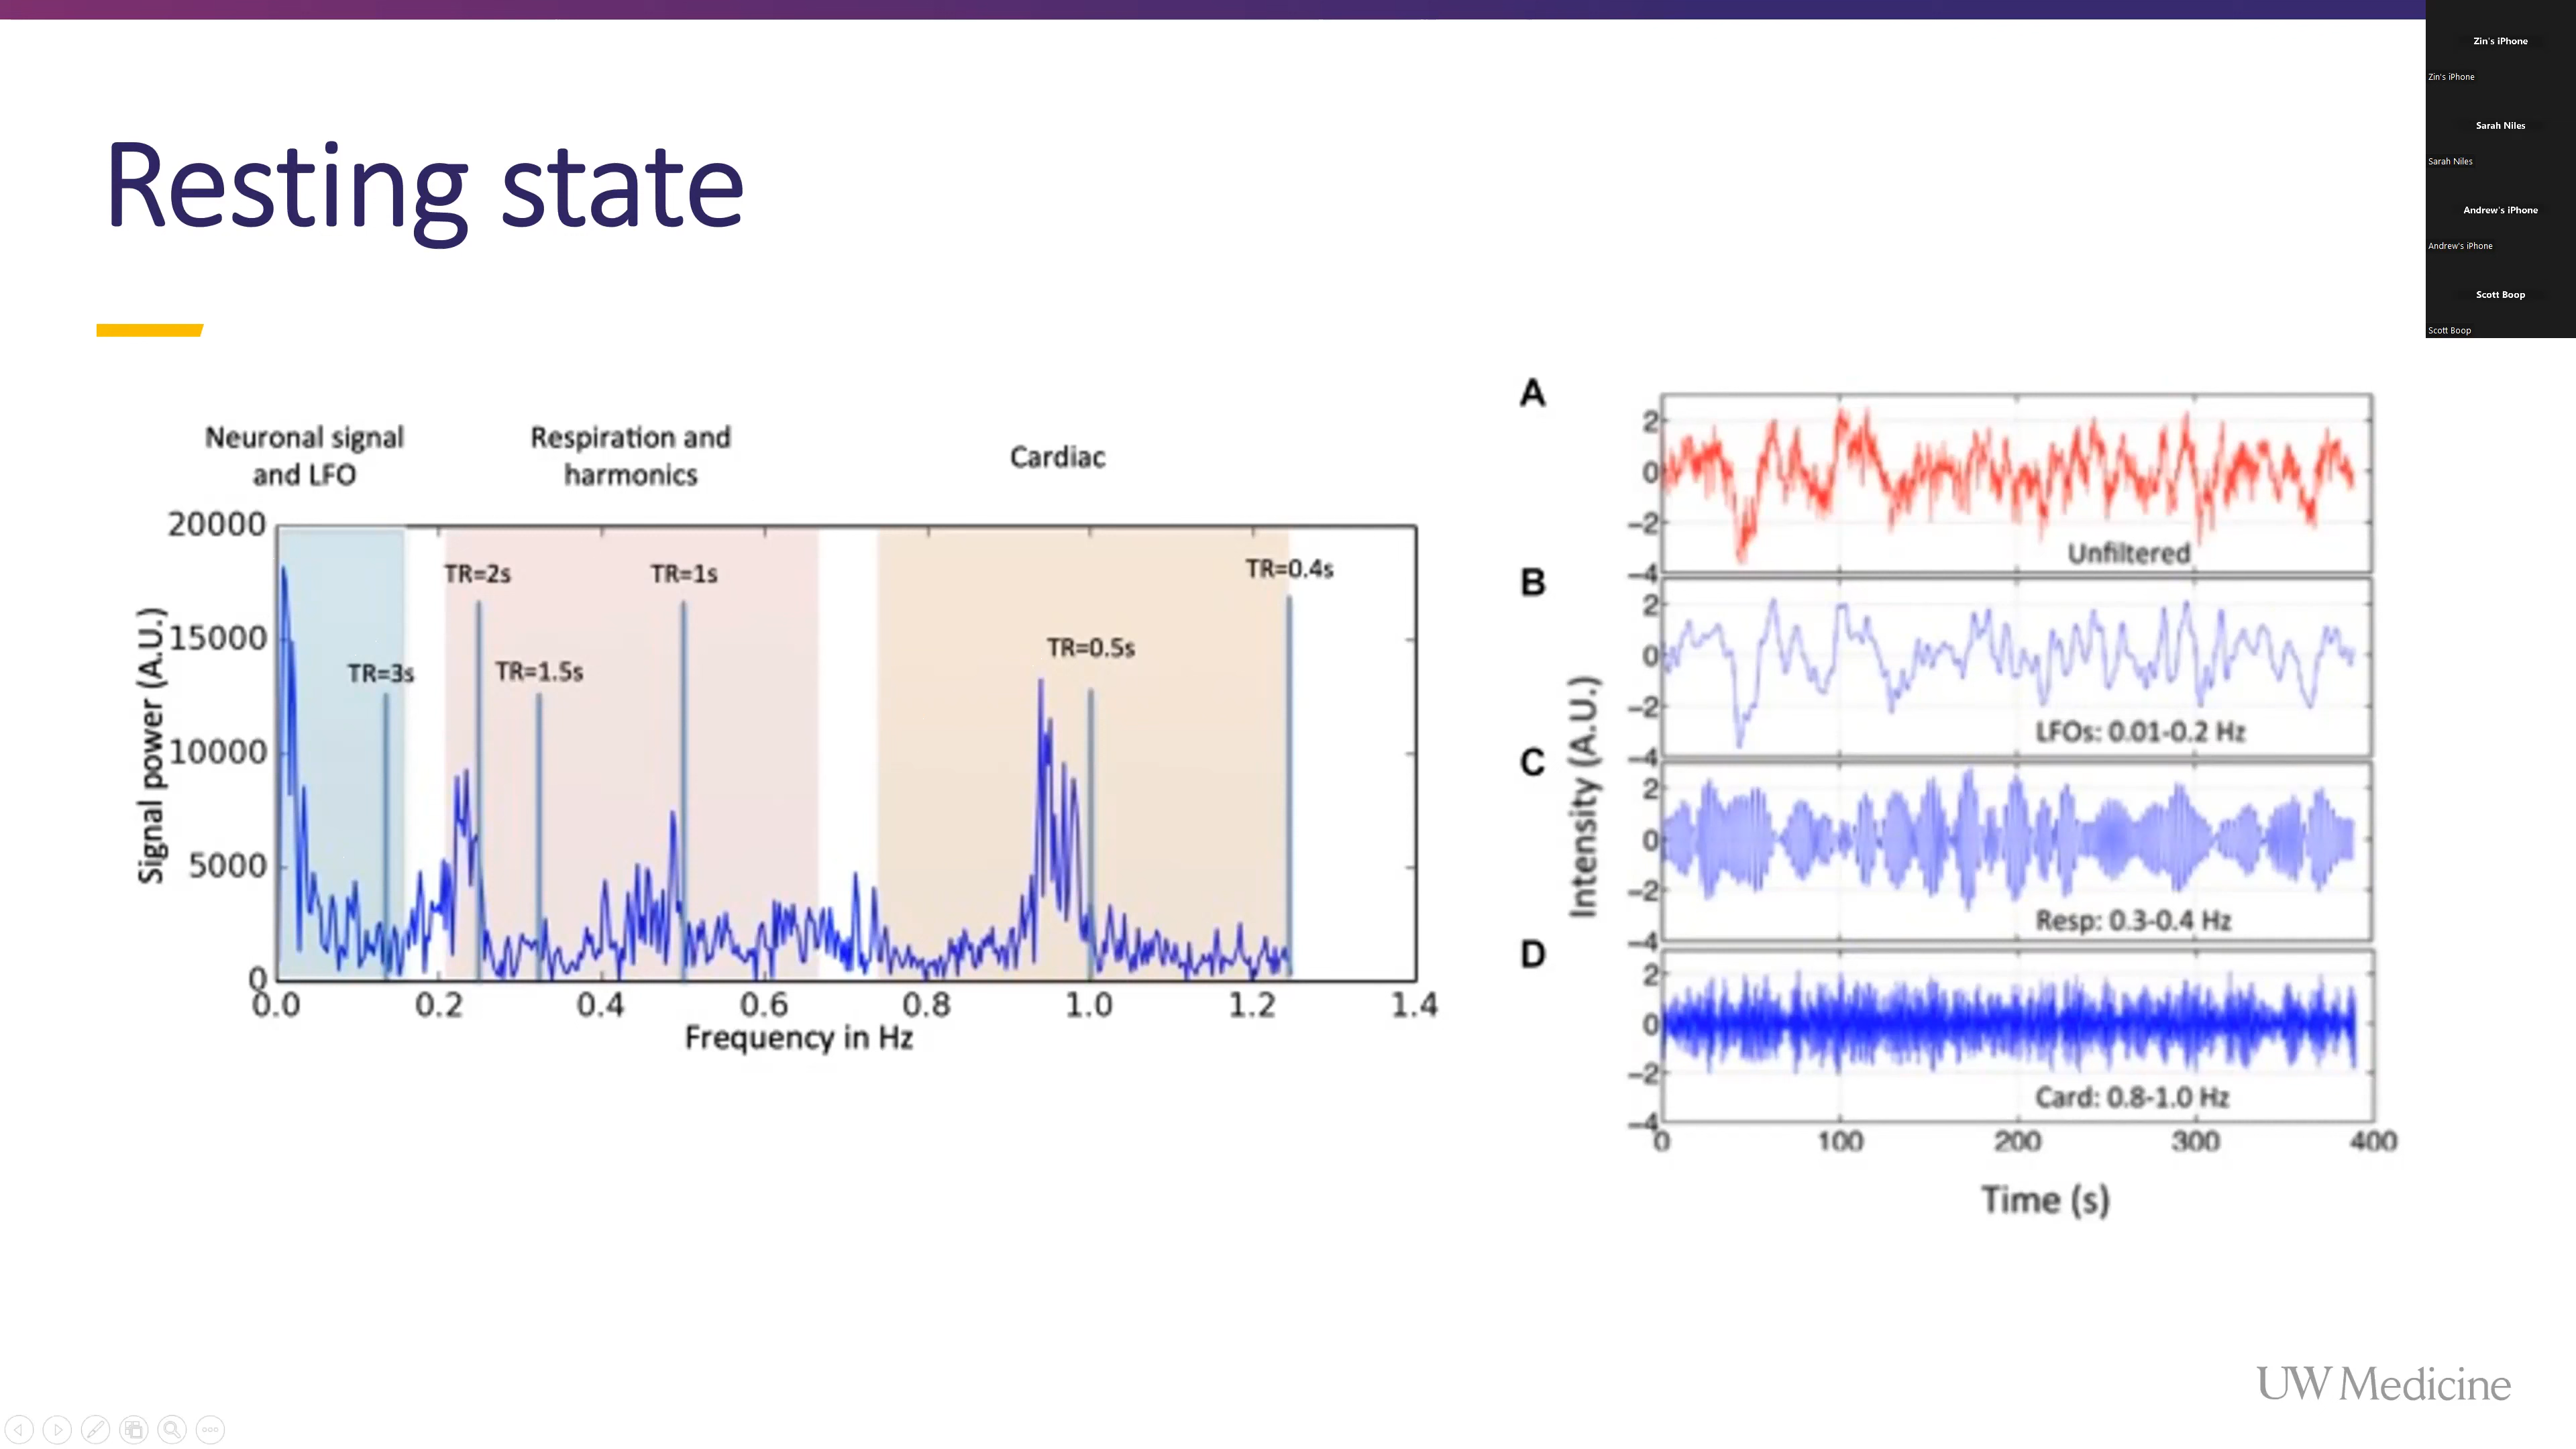 Resting state
Neuronal signal
and LFO
Respiration and
harmonics
Cardiac
20000
15000
10000
5000
0
Signal power (A.U.)
TR=3s
TR=2s
TR=1.5s
TR=1s
TR=0.5s
TR=0.4s
0.0 0.2 0.4 0.6 0.8 1.0 1.2 1.4
Frequency in Hz
Intensity (A.U.)
A
2
0
−2
−4
Unfiltered
B
2
0
−2
−4
LFOs: 0.01-0.2 Hz
C
2
0
−2
−4
Resp: 0.3-0.4 Hz
D
2
0
−2
−4
Card: 0.8-1.0 Hz
0 100 200 300 400
Time (s)
Zin's iPhone
Zin's iPhone
Sarah Niles
Sarah Niles
Andrew's iPhone
Andrew's iPhone
Scott Boop
Scott Boop
UW Medicine